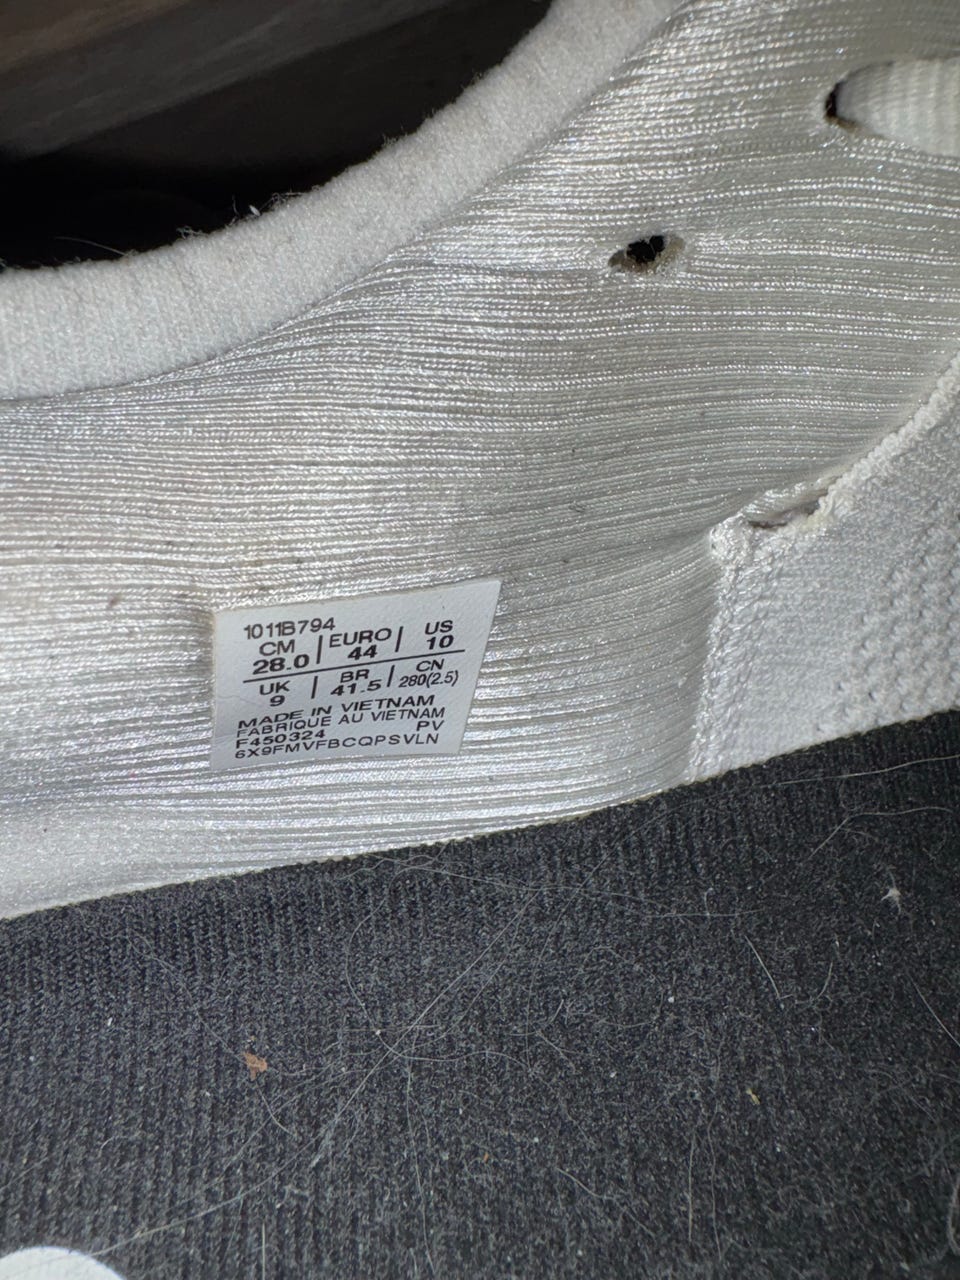 1011B794
CM | EURO | US
28.0 | 44 | 10
UK | BR | CN
9 | 41.5 | 280(2.5)
MADE IN VIETNAM
FABRIQUE AU VIETNAM
F450324 PV
6X9FMVFBCQPSVLN